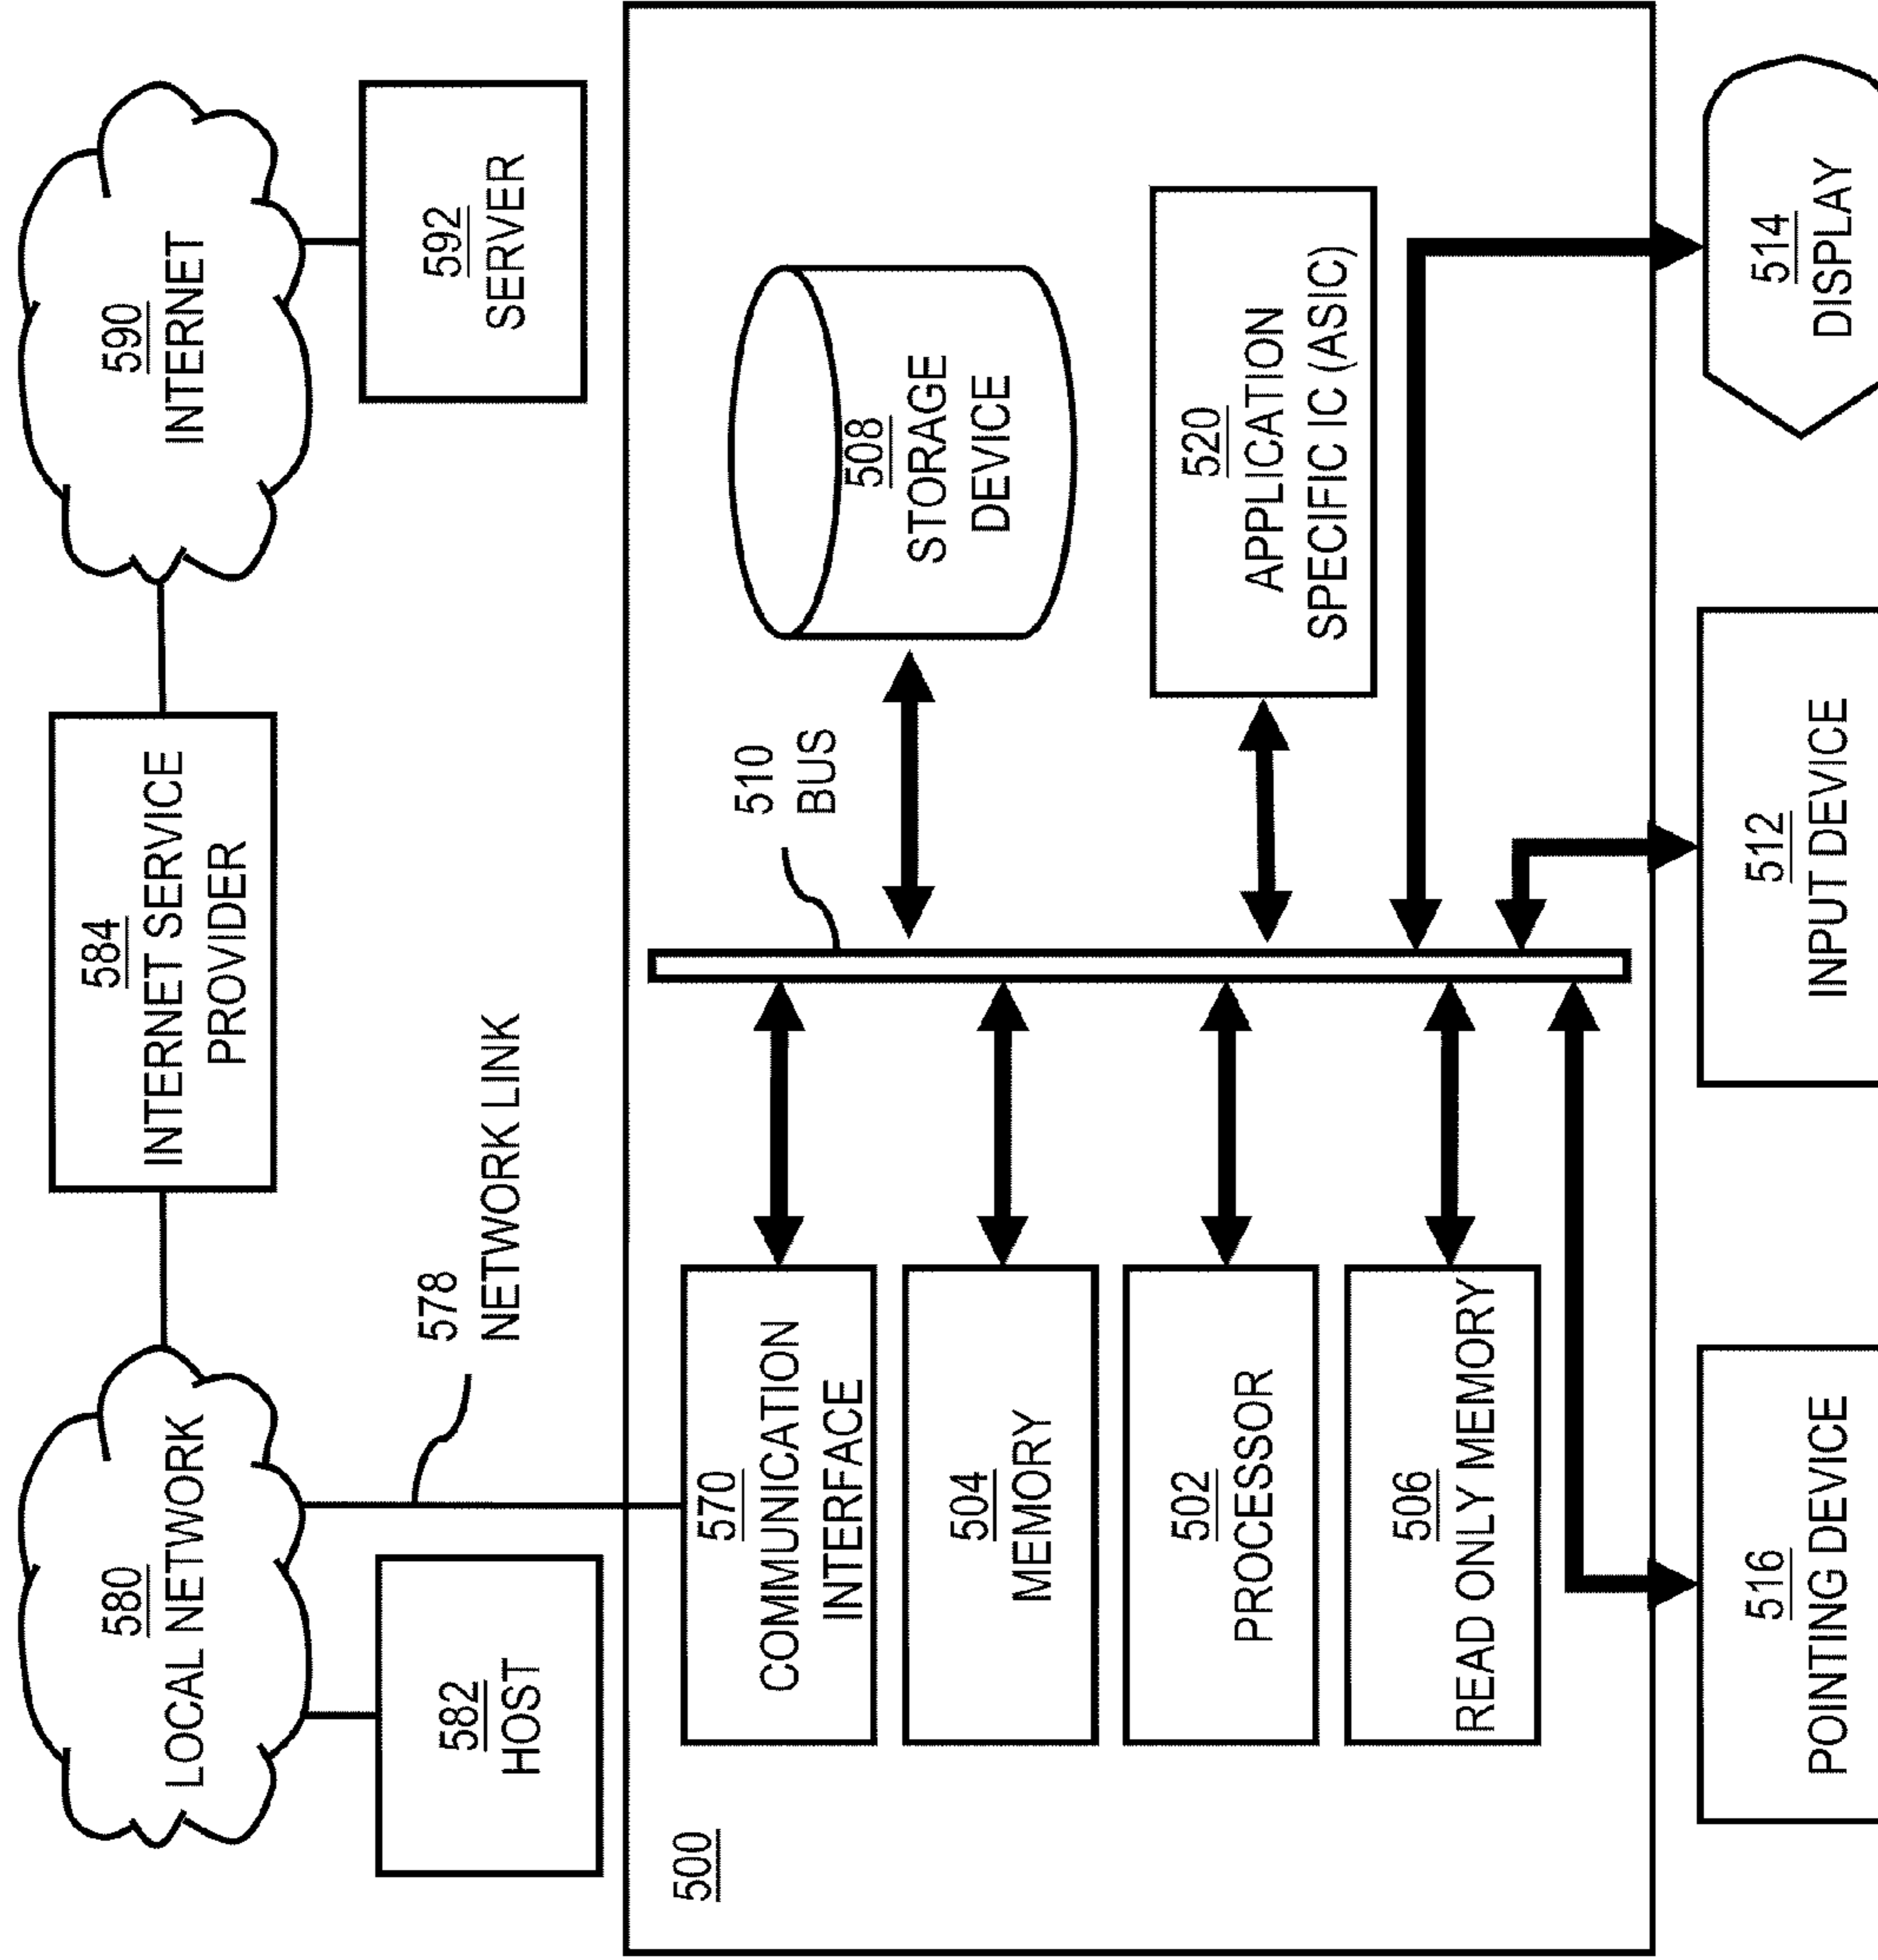 580
LOCAL NETWORK
584
INTERNET SERVICE
PROVIDER
590
INTERNET
582
HOST
578
NETWORK LINK
592
SERVER
500
570
COMMUNICATION
INTERFACE
510
BUS
508
STORAGE
DEVICE
504
MEMORY
502
PROCESSOR
520
APPLICATION
SPECIFIC IC (ASIC)
506
READ ONLY MEMORY
516
POINTING DEVICE
512
INPUT DEVICE
514
DISPLAY